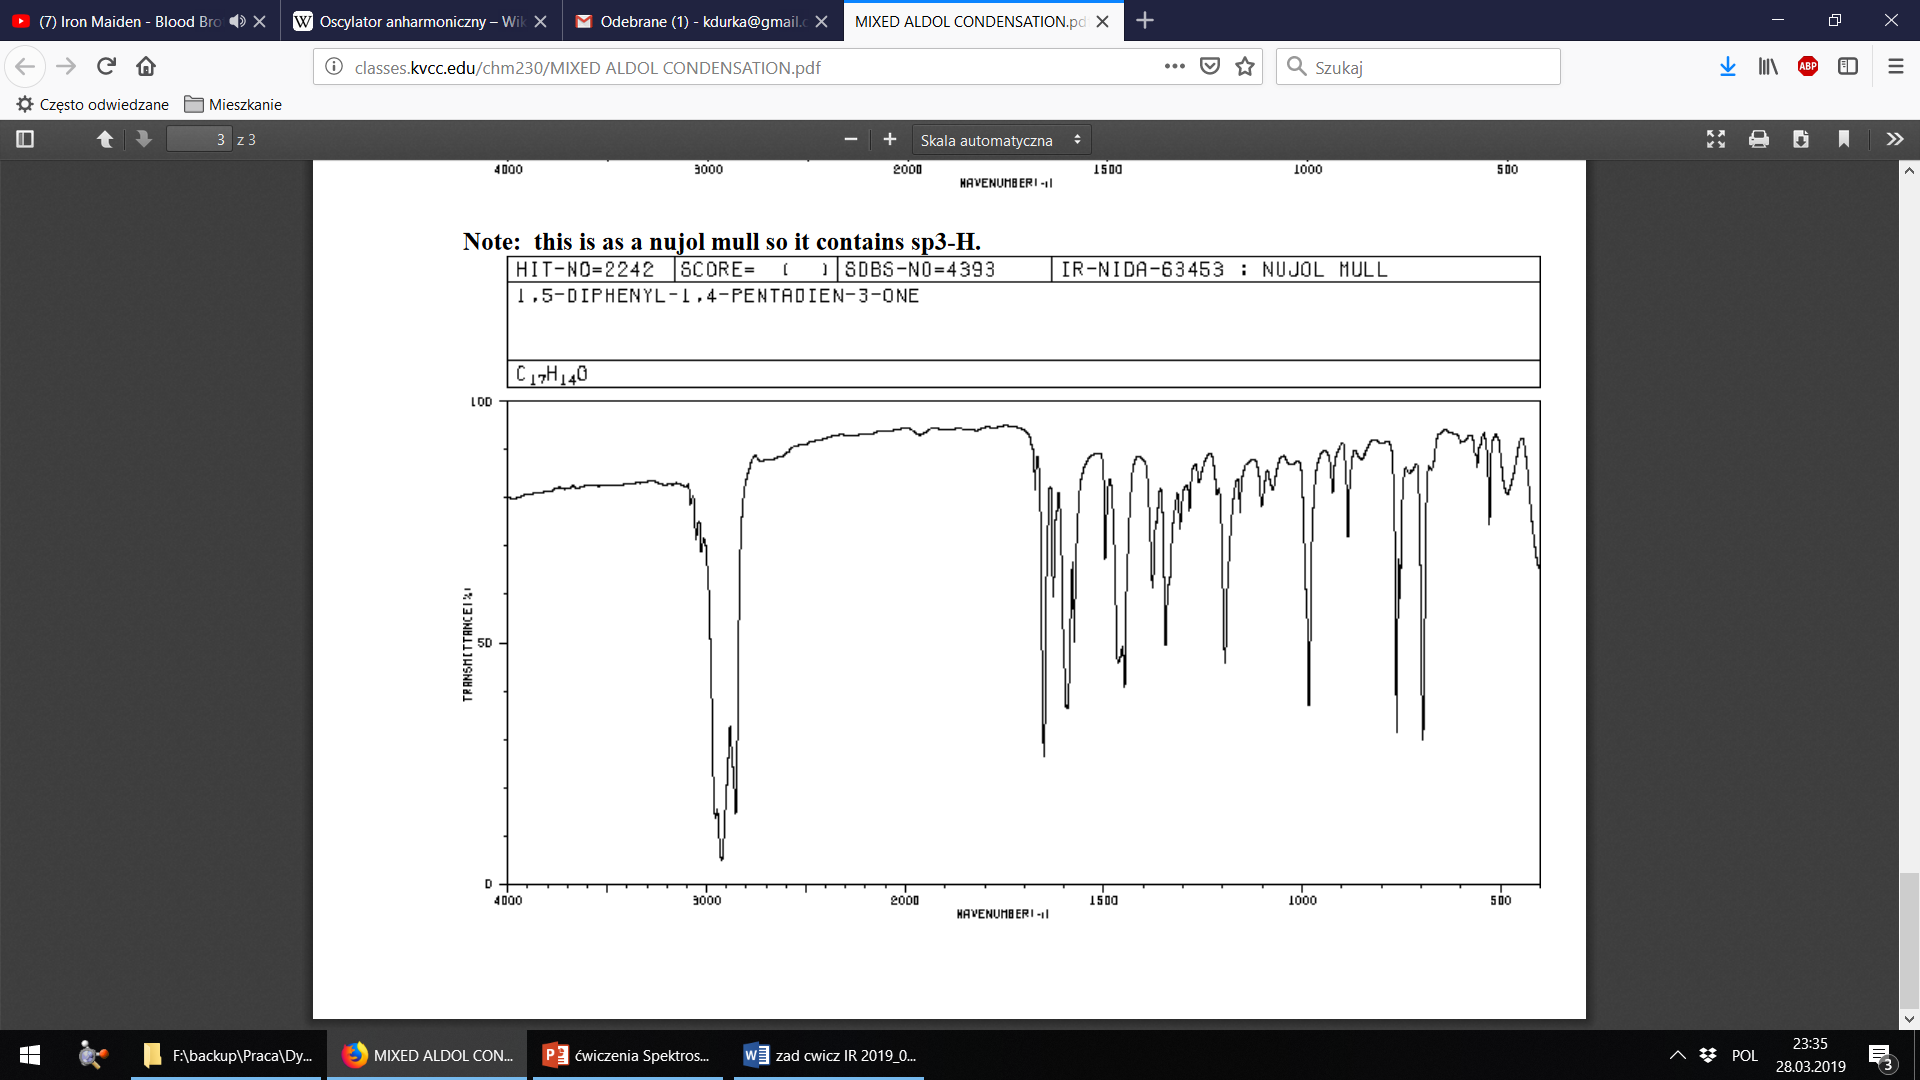 (7) Iron Maiden - Blood Bro
Oscylator anharmoniczny – Wik
Odebrane (1) - kdurka@gmail.c
MIXED ALDOL CONDENSATION.pd
classes.kvcc.edu/chm230/MIXED ALDOL CONDENSATION.pdf
Szukaj
ABP
Często odwiedzane
Mieszkanie
3 z 3
Skala automatyczna
4000 3000 2000 1500 1000 500
WAVENUMBER(-1)
Note: this is as a nujol mull so it contains sp3-H.
HIT-NO=2242 SCORE= ( ) SDBS-NO=4393 IR-NIDA-63453 : NUJOL MULL
1,5-DIPHENYL-1,4-PENTADIEN-3-ONE
C17H14O
100
TRANSMITTANCE(%)
50
0
4000 3000 2000 1500 1000 500
WAVENUMBER(-1)
F:\backup\Praca\Dy...
MIXED ALDOL CON...
ćwiczenia Spektros...
zad cwicz IR 2019_0...
POL
23:35
28.03.2019
3